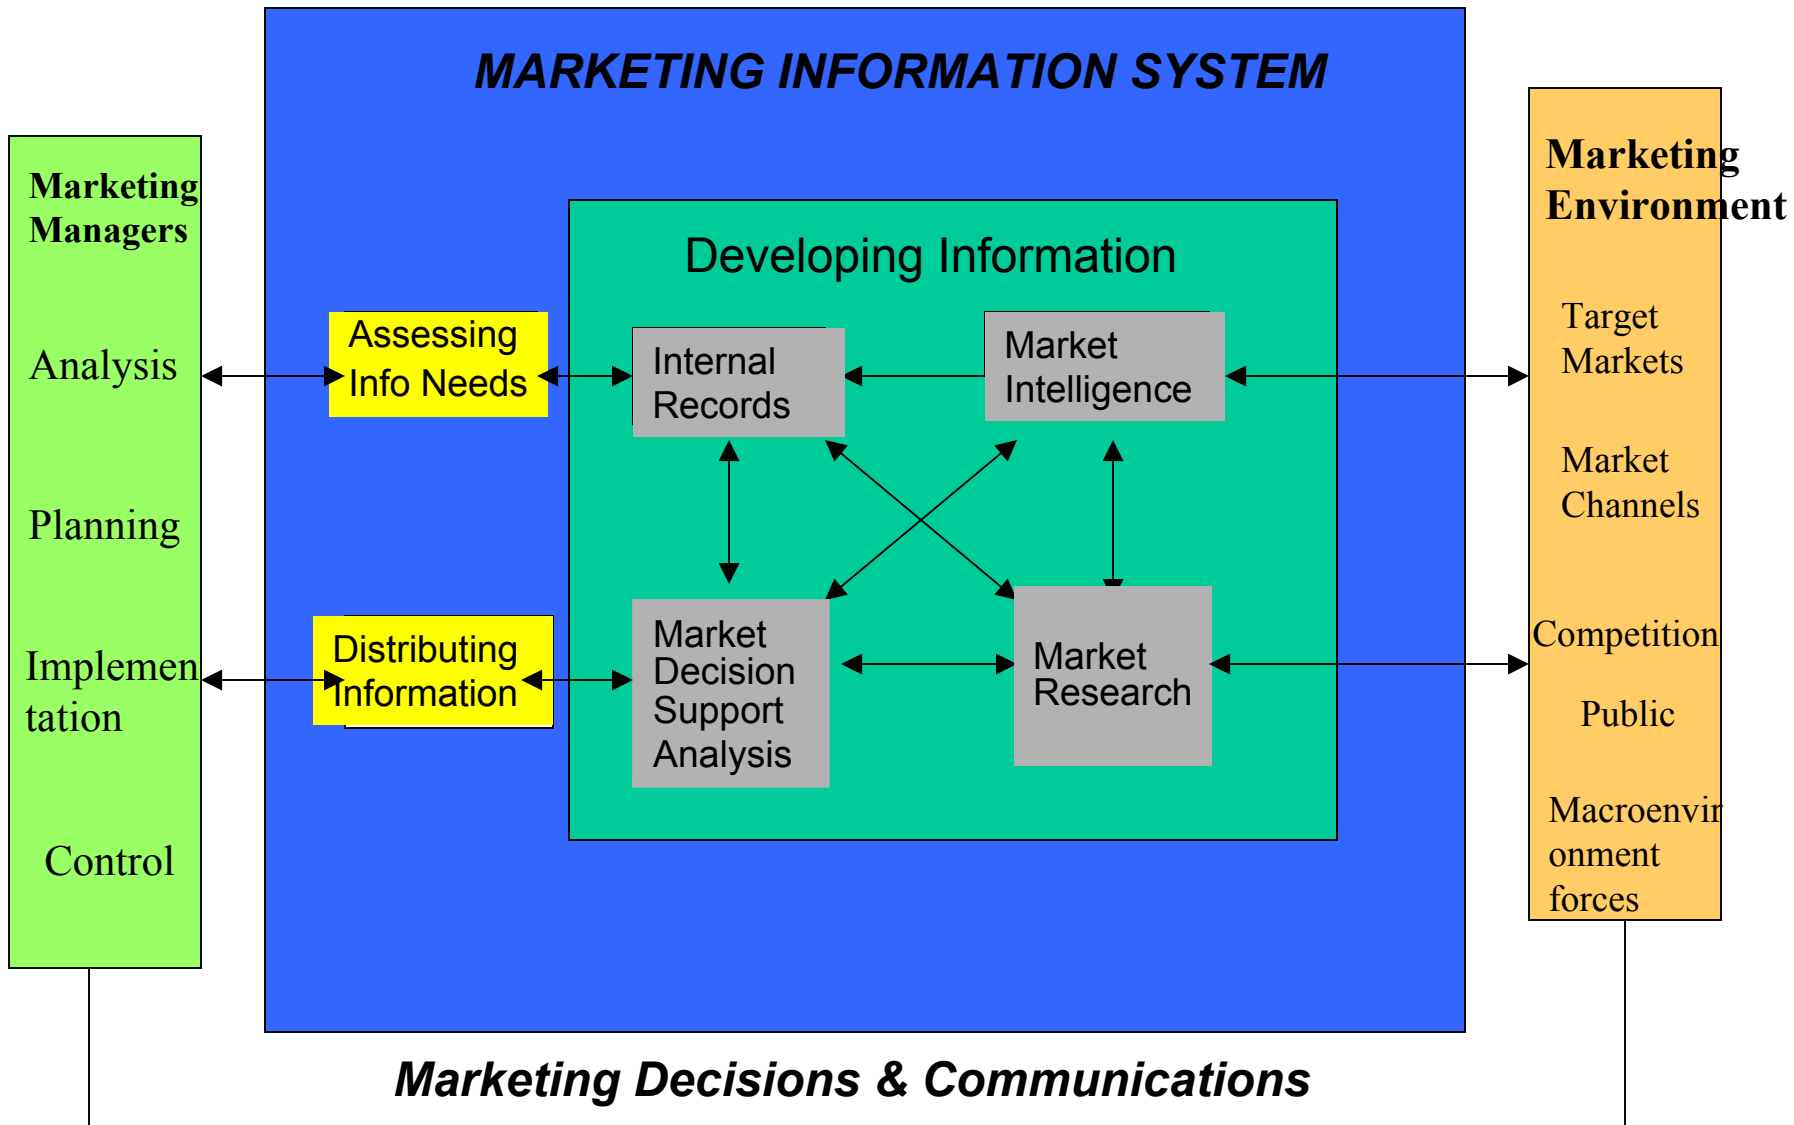 MARKETING INFORMATION SYSTEM
Marketing
Managers
Analysis
Planning
Implemen
tation
Control
Assessing
Info Needs
Distributing
Information
Developing Information
Internal
Records
Market
Intelligence
Market
Decision
Support
Analysis
Market
Research
Marketing
Environment
Target
Markets
Market
Channels
Competition
Public
Macroenvir
onment
forces
Marketing Decisions & Communications